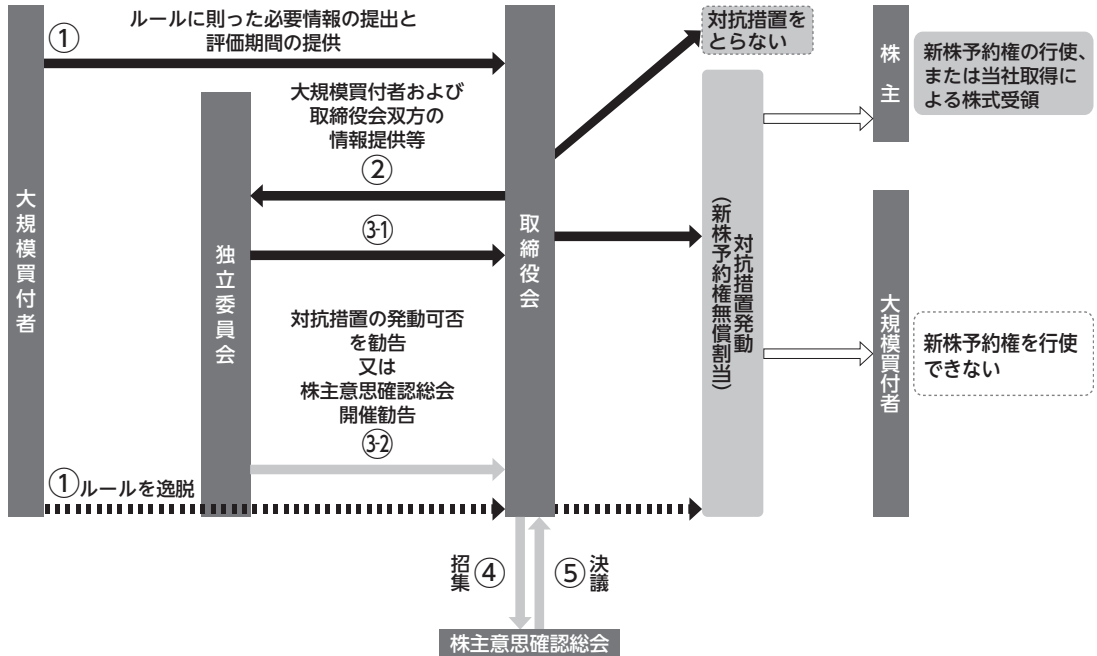 ルールに則った必要情報の提出と
① 評価期間の提供
大規模買付者および
取締役会双方の
情報提供等
②
③-1
対抗措置の発動可否
を勧告
又は
株主意思確認総会
開催勧告
③-2
① ルールを逸脱
大規模買付者
独立委員会
取締役会
対抗措置を
とらない
対抗措置発動
(新株予約権無償割当)
株主
新株予約権の行使、
または当社取得に
よる株式受領
大規模買付者
新株予約権を行使
できない
招集 ④
⑤ 決議
株主意思確認総会